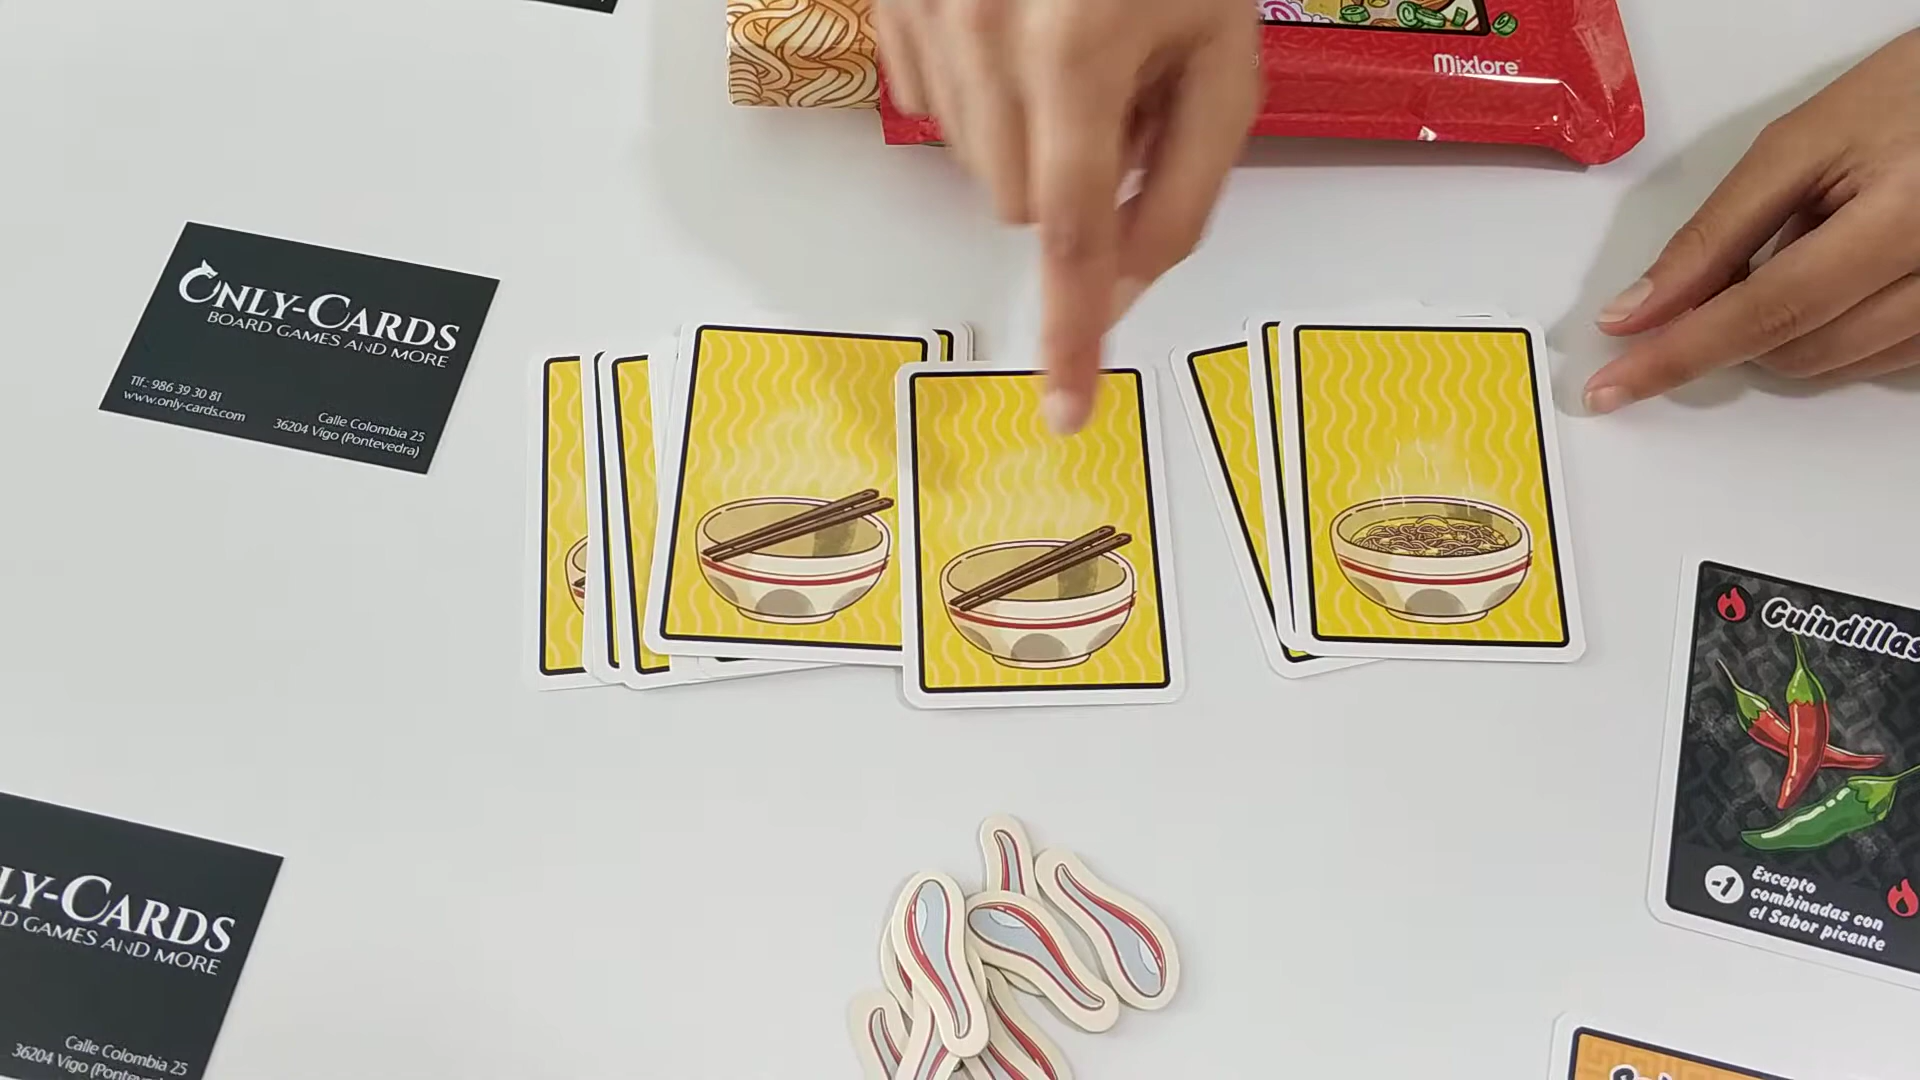 Mixlore
ONLY-CARDS
BOARD GAMES AND MORE
Tlf.: 986 39 30 81
www.only-cards.com
Calle Colombia 25
36204 Vigo (Pontevedra)
Guindillas
-1
Excepto
combinadas con
el Sabor picante
LY-CARDS
RD GAMES AND MORE
Calle Colombia 25
36204 Vigo (Ponteved